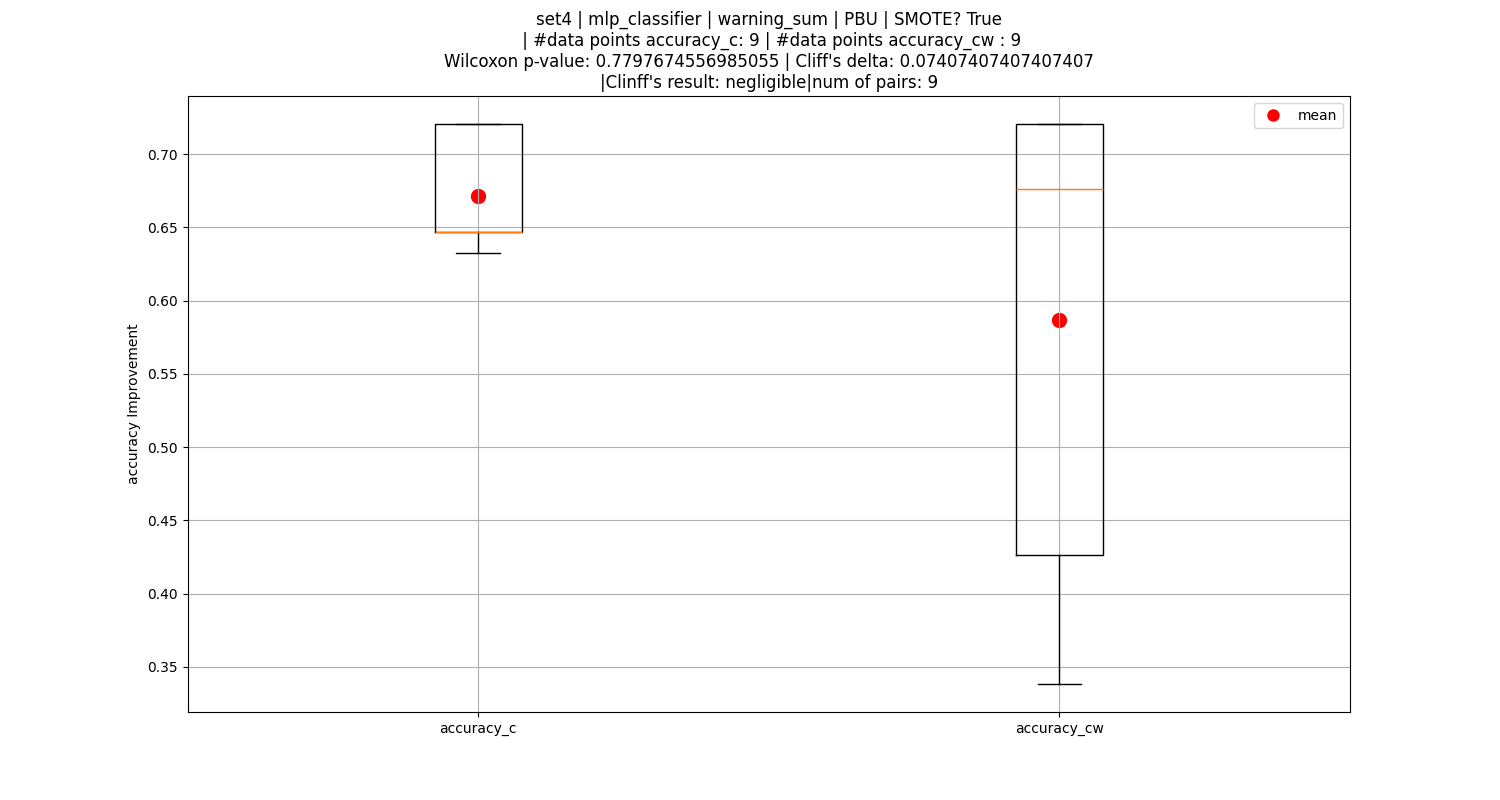 set4 | mlp_classifier | warning_sum | PBU | SMOTE? True
| #data points accuracy_c: 9 | #data points accuracy_cw : 9
Wilcoxon p-value: 0.7797674556985055 | Cliff's delta: 0.07407407407407407
|Clinff's result: negligible|num of pairs: 9
mean
accuracy Improvement
0.70
0.65
0.60
0.55
0.50
0.45
0.40
0.35
accuracy_c
accuracy_cw